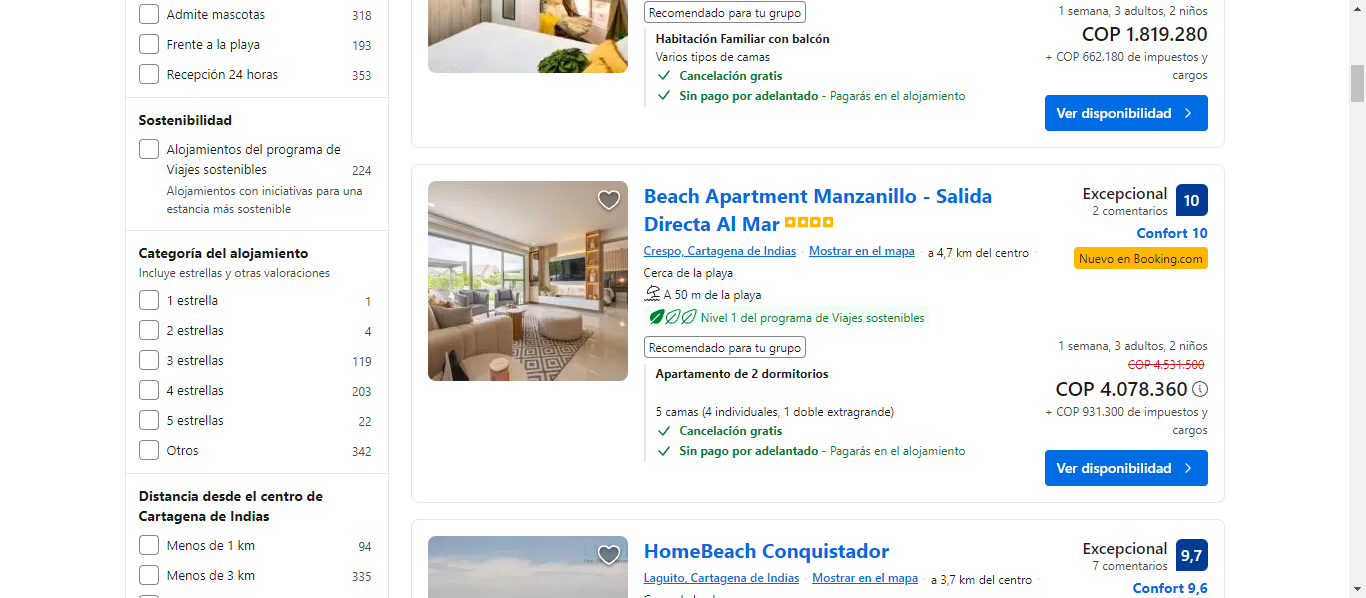 Admite mascotas 318
Frente a la playa 193
Recepción 24 horas 353
Sostenibilidad
Alojamientos del programa de
Viajes sostenibles 224
Alojamientos con iniciativas para una
estancia más sostenible
Categoría del alojamiento
Incluye estrellas y otras valoraciones
1 estrella 1
2 estrellas 4
3 estrellas 119
4 estrellas 203
5 estrellas 22
Otros 342
Distancia desde el centro de
Cartagena de Indias
Menos de 1 km 94
Menos de 3 km 335
Recomendado para tu grupo
Habitación Familiar con balcón
Varios tipos de camas
Cancelación gratis
Sin pago por adelantado - Pagarás en el alojamiento
1 semana, 3 adultos, 2 niños
COP 1.819.280
+ COP 662.180 de impuestos y
cargos
Ver disponibilidad
Beach Apartment Manzanillo - Salida
Directa Al Mar
Crespo, Cartagena de Indias · Mostrar en el mapa · a 4,7 km del centro ·
Cerca de la playa
A 50 m de la playa
Nivel 1 del programa de Viajes sostenibles
Excepcional 10
2 comentarios
Confort 10
Nuevo en Booking.com
Recomendado para tu grupo
Apartamento de 2 dormitorios
5 camas (4 individuales, 1 doble extragrande)
Cancelación gratis
Sin pago por adelantado - Pagarás en el alojamiento
1 semana, 3 adultos, 2 niños
COP 4.531.500
COP 4.078.360
+ COP 931.300 de impuestos y
cargos
Ver disponibilidad
HomeBeach Conquistador
Laguito, Cartagena de Indias · Mostrar en el mapa · a 3,7 km del centro ·
Excepcional 9,7
7 comentarios
Confort 9,6